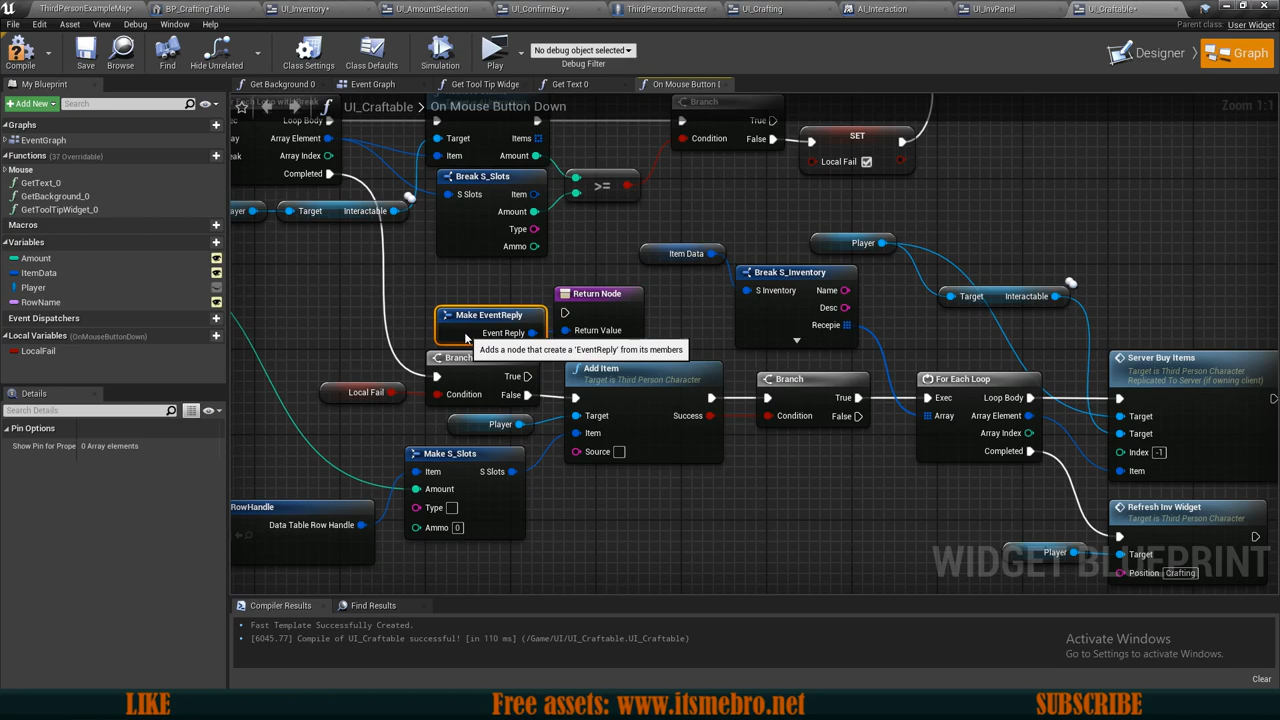 ThirdPersonExampleMap*
BP_CraftingTable
UI_Inventory*
UI_AmountSelection
UI_ConfirmBuy*
ThirdPersonCharacter
UI_Crafting
AI_Interaction
UI_InvPanel
UI_Craftable*
File Edit Asset View Debug Window Help
Parent class: User Widget
Compile
Save
Browse
Find
Hide Unrelated
Class Settings
Class Defaults
Simulation
Play
No debug object selected
Debug Filter
Designer
Graph
My Blueprint
Get Background 0
Event Graph
Get Tool Tip Widge
Get Text 0
On Mouse Button [
Add New
Search
UI_Craftable > On Mouse Button Down
Zoom 1:1
Graphs
EventGraph
Functions (37 Overridable)
Mouse
GetText_0
GetBackground_0
GetToolTipWidget_0
Macros
Variables
Amount
ItemData
Player
RowName
Event Dispatchers
Local Variables (OnMouseButtonDown)
LocalFail
Details
Search Details
Pin Options
Show Pin for Prope
0 Array elements
Each Loop with Break
Loop Body
Array Element
Array Index
Completed
Target Items
Item Amount
Branch
True
Condition False
SET
Local Fail
Break S_Slots
S Slots Item
Amount
Type
Ammo
>=
Target Interactable
Player
Item Data
Break S_Inventory
S Inventory Name
Desc
Recepie
Target Interactable
Return Node
Return Value
Make EventReply
Event Reply
Adds a node that create a 'EventReply' from its members
Branch
True
Condition False
Local Fail
Player
Add Item
Target is Third Person Character
Target Success
Item
Source
Branch
True
Condition False
For Each Loop
Exec Loop Body
Array Array Element
Array Index
Completed
Server Buy Items
Target is Third Person Character
Replicated To Server (if owning client)
Target
Target
Index -1
Item
Make S_Slots
Item S Slots
Amount
Type
Ammo 0
RowHandle
Data Table Row Handle
Refresh Inv Widget
Target is Third Person Character
Player
Target
Position Crafting
WIDGET BLUEPRINT
Compiler Results
Find Results
Fast Template Successfully Created.
[6045.77] Compile of UI_Craftable successful! [in 110 ms] (/Game/UI/UI_Craftable.UI_Craftable)
Activate Windows
Go to Settings to activate Windows.
Clear
LIKE
Free assets: www.itsmebro.net
SUBSCRIBE